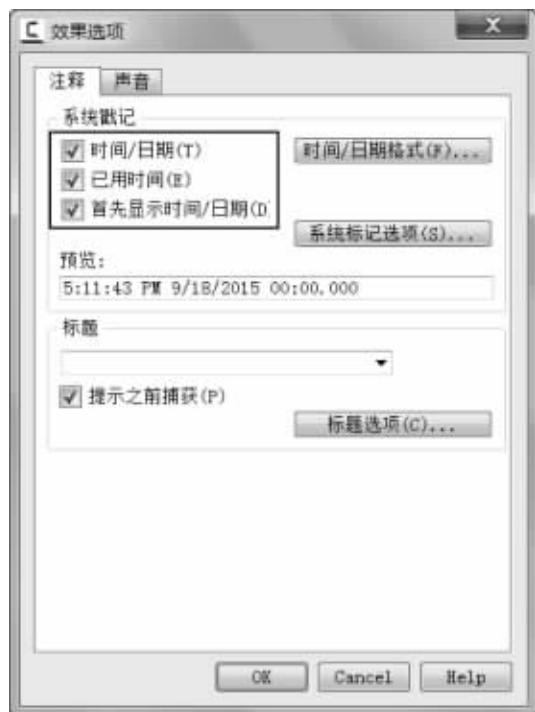 C 效果选项
注释 声音
系统戳记
时间/日期(T) 时间/日期格式(F)...
已用时间(E)
首先显示时间/日期(D
系统标记选项(S)...
预览:
5:11:43 PM 9/18/2015 00:00.000
标题
提示之前捕获(P)
标题选项(C)...
OK Cancel Help